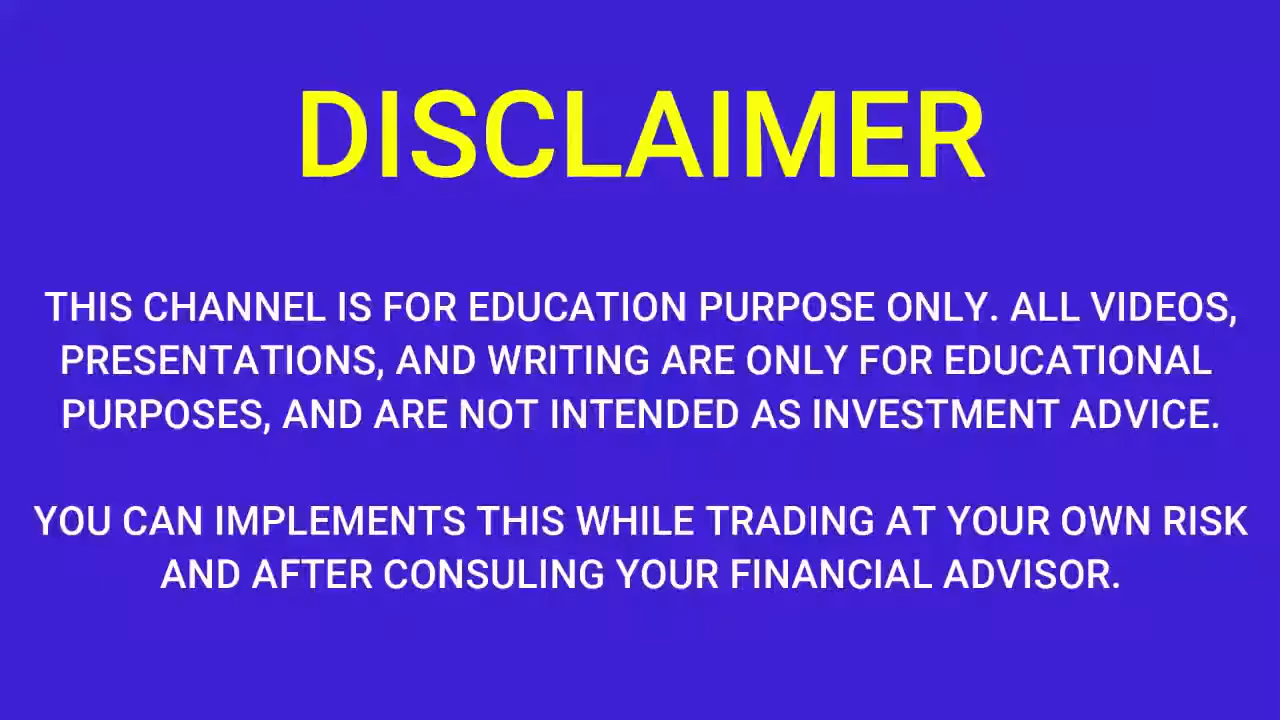 DISCLAIMER
THIS CHANNEL IS FOR EDUCATION PURPOSE ONLY. ALL VIDEOS,
PRESENTATIONS, AND WRITING ARE ONLY FOR EDUCATIONAL
PURPOSES, AND ARE NOT INTENDED AS INVESTMENT ADVICE.
YOU CAN IMPLEMENTS THIS WHILE TRADING AT YOUR OWN RISK
AND AFTER CONSULING YOUR FINANCIAL ADVISOR.